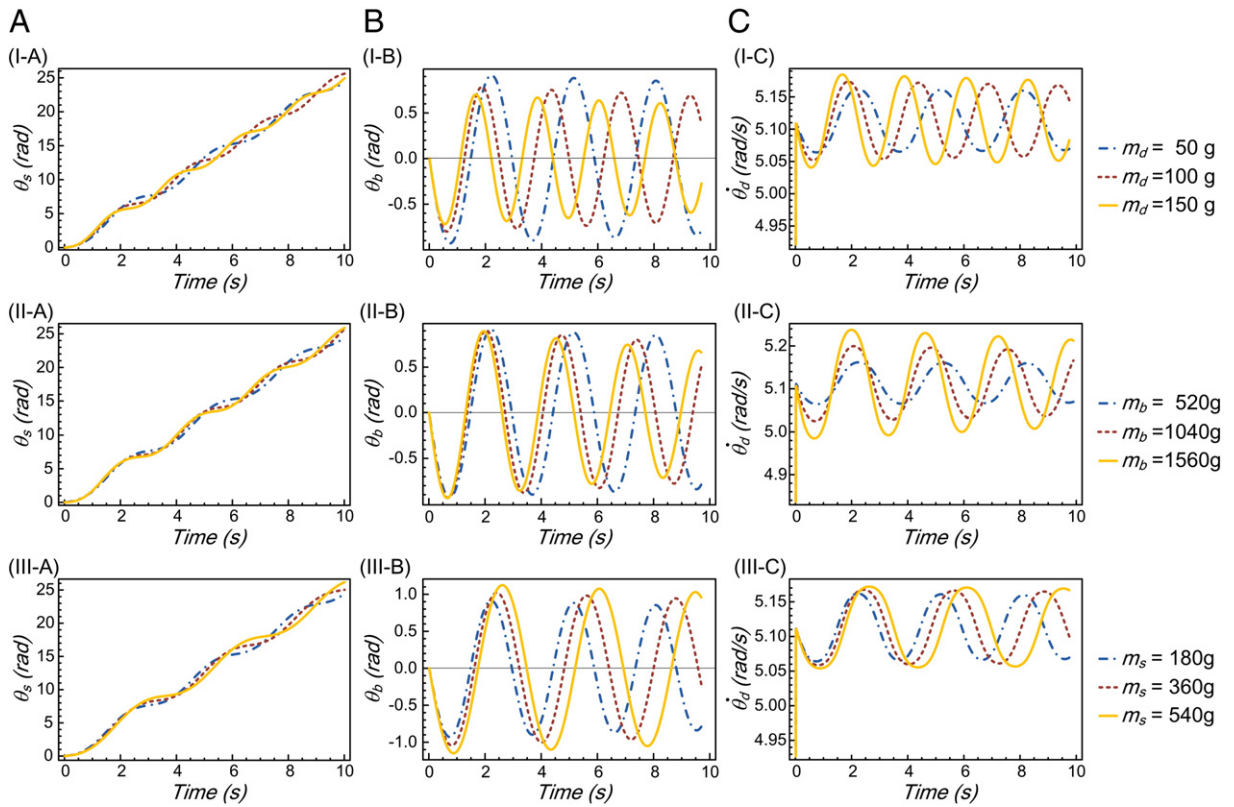 A B C
(I-A) (I-B) (I-C)
25
20
15
10
5
0
θs (rad)
0 2 4 6 8 10
Time (s)
0.5
0.0
-0.5
θb (rad)
0 2 4 6 8 10
Time (s)
5.15
5.10
5.05
5.00
4.95
θ̇d (rad/s)
0 2 4 6 8 10
Time (s)
md = 50 g
md =100 g
md =150 g
(II-A) (II-B) (II-C)
25
20
15
10
5
0
θs (rad)
0 2 4 6 8 10
Time (s)
0.5
0.0
-0.5
θb (rad)
0 2 4 6 8 10
Time (s)
5.2
5.1
5.0
4.9
θ̇d (rad/s)
0 2 4 6 8 10
Time (s)
mb = 520g
mb =1040g
mb =1560g
(III-A) (III-B) (III-C)
25
20
15
10
5
0
θs (rad)
0 2 4 6 8 10
Time (s)
1.0
0.5
0.0
-0.5
-1.0
θb (rad)
0 2 4 6 8 10
Time (s)
5.15
5.10
5.05
5.00
4.95
θ̇d (rad/s)
0 2 4 6 8 10
Time (s)
ms = 180g
ms = 360g
ms = 540g